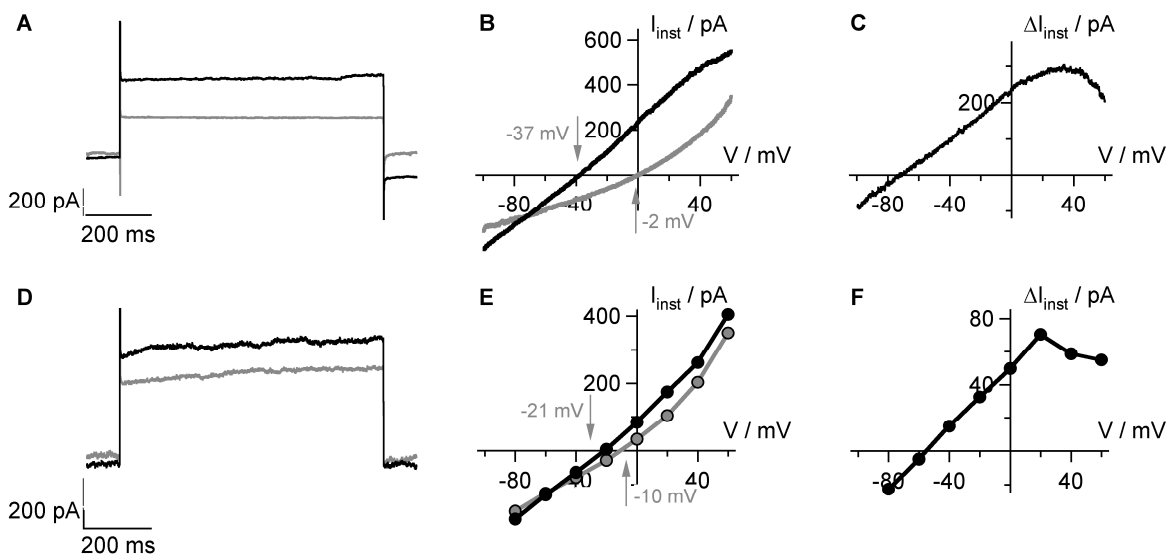 A
200 pA
200 ms
B
I_inst / pA
600
400
200
-37 mV
V / mV
-80
-40
40
-2 mV
C
ΔI_inst / pA
200
V / mV
-80
-40
40
D
200 pA
200 ms
E
I_inst / pA
400
200
-21 mV
V / mV
-80
-40
40
-10 mV
F
ΔI_inst / pA
80
40
V / mV
-80
-40
40